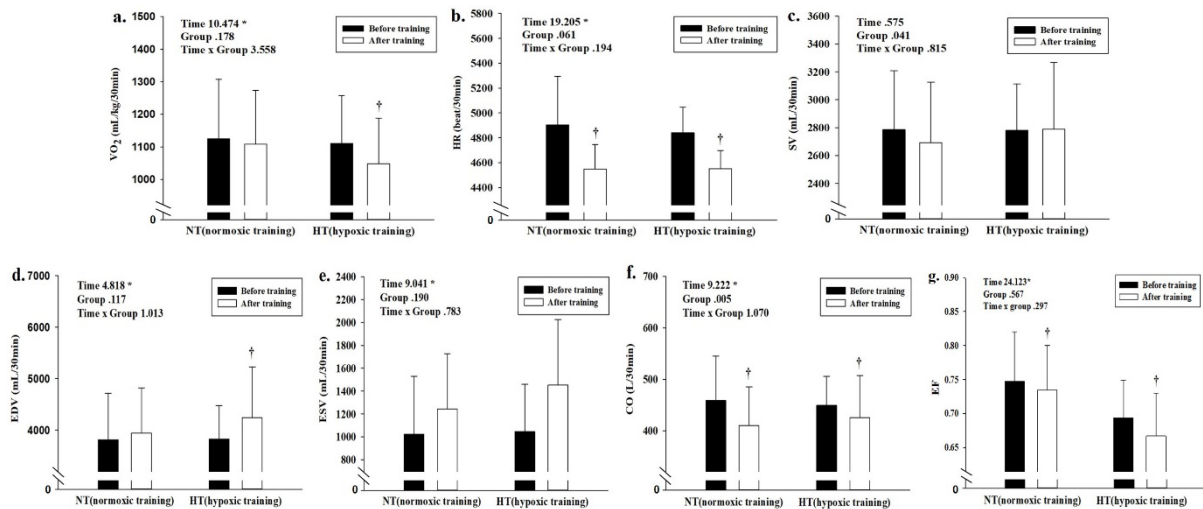 a.
Time 10.474 *
Group .178
Time x Group 3.558
Before training
After training
VO2 (mL/kg/30min)
1500
1400
1300
1200
1100
1000
0
†
NT(normoxic training)
HT(hypoxic training)
b.
Time 19.205 *
Group .061
Time x Group .194
Before training
After training
HR (beat/30min)
5800
5600
5400
5200
5000
4800
4600
4400
0
†
†
NT(normoxic training)
HT(hypoxic training)
c.
Time .575
Group .041
Time x Group .815
Before training
After training
SV (mL/30min)
3600
3400
3200
3000
2800
2600
2400
0
NT(normoxic training)
HT(hypoxic training)
d.
Time 4.818 *
Group .117
Time x Group 1.013
Before training
After training
EDV (mL/30min)
7000
6000
5000
4000
0
†
NT(normoxic training)
HT(hypoxic training)
e.
Time 9.041 *
Group .190
Time x Group .783
Before training
After training
ESV (mL/30min)
2400
2200
2000
1800
1600
1400
1200
1000
800
0
NT(normoxic training)
HT(hypoxic training)
f.
Time 9.222 *
Group .005
Time x Group 1.070
Before training
After training
CO (L/30min)
700
600
500
400
0
†
†
NT(normoxic training)
HT(hypoxic training)
g.
Time 24.123*
Group .567
Time x group .297
Before training
After training
EF
0.90
0.85
0.80
0.75
0.70
0.65
0
†
†
NT(normoxic training)
HT(hypoxic training)